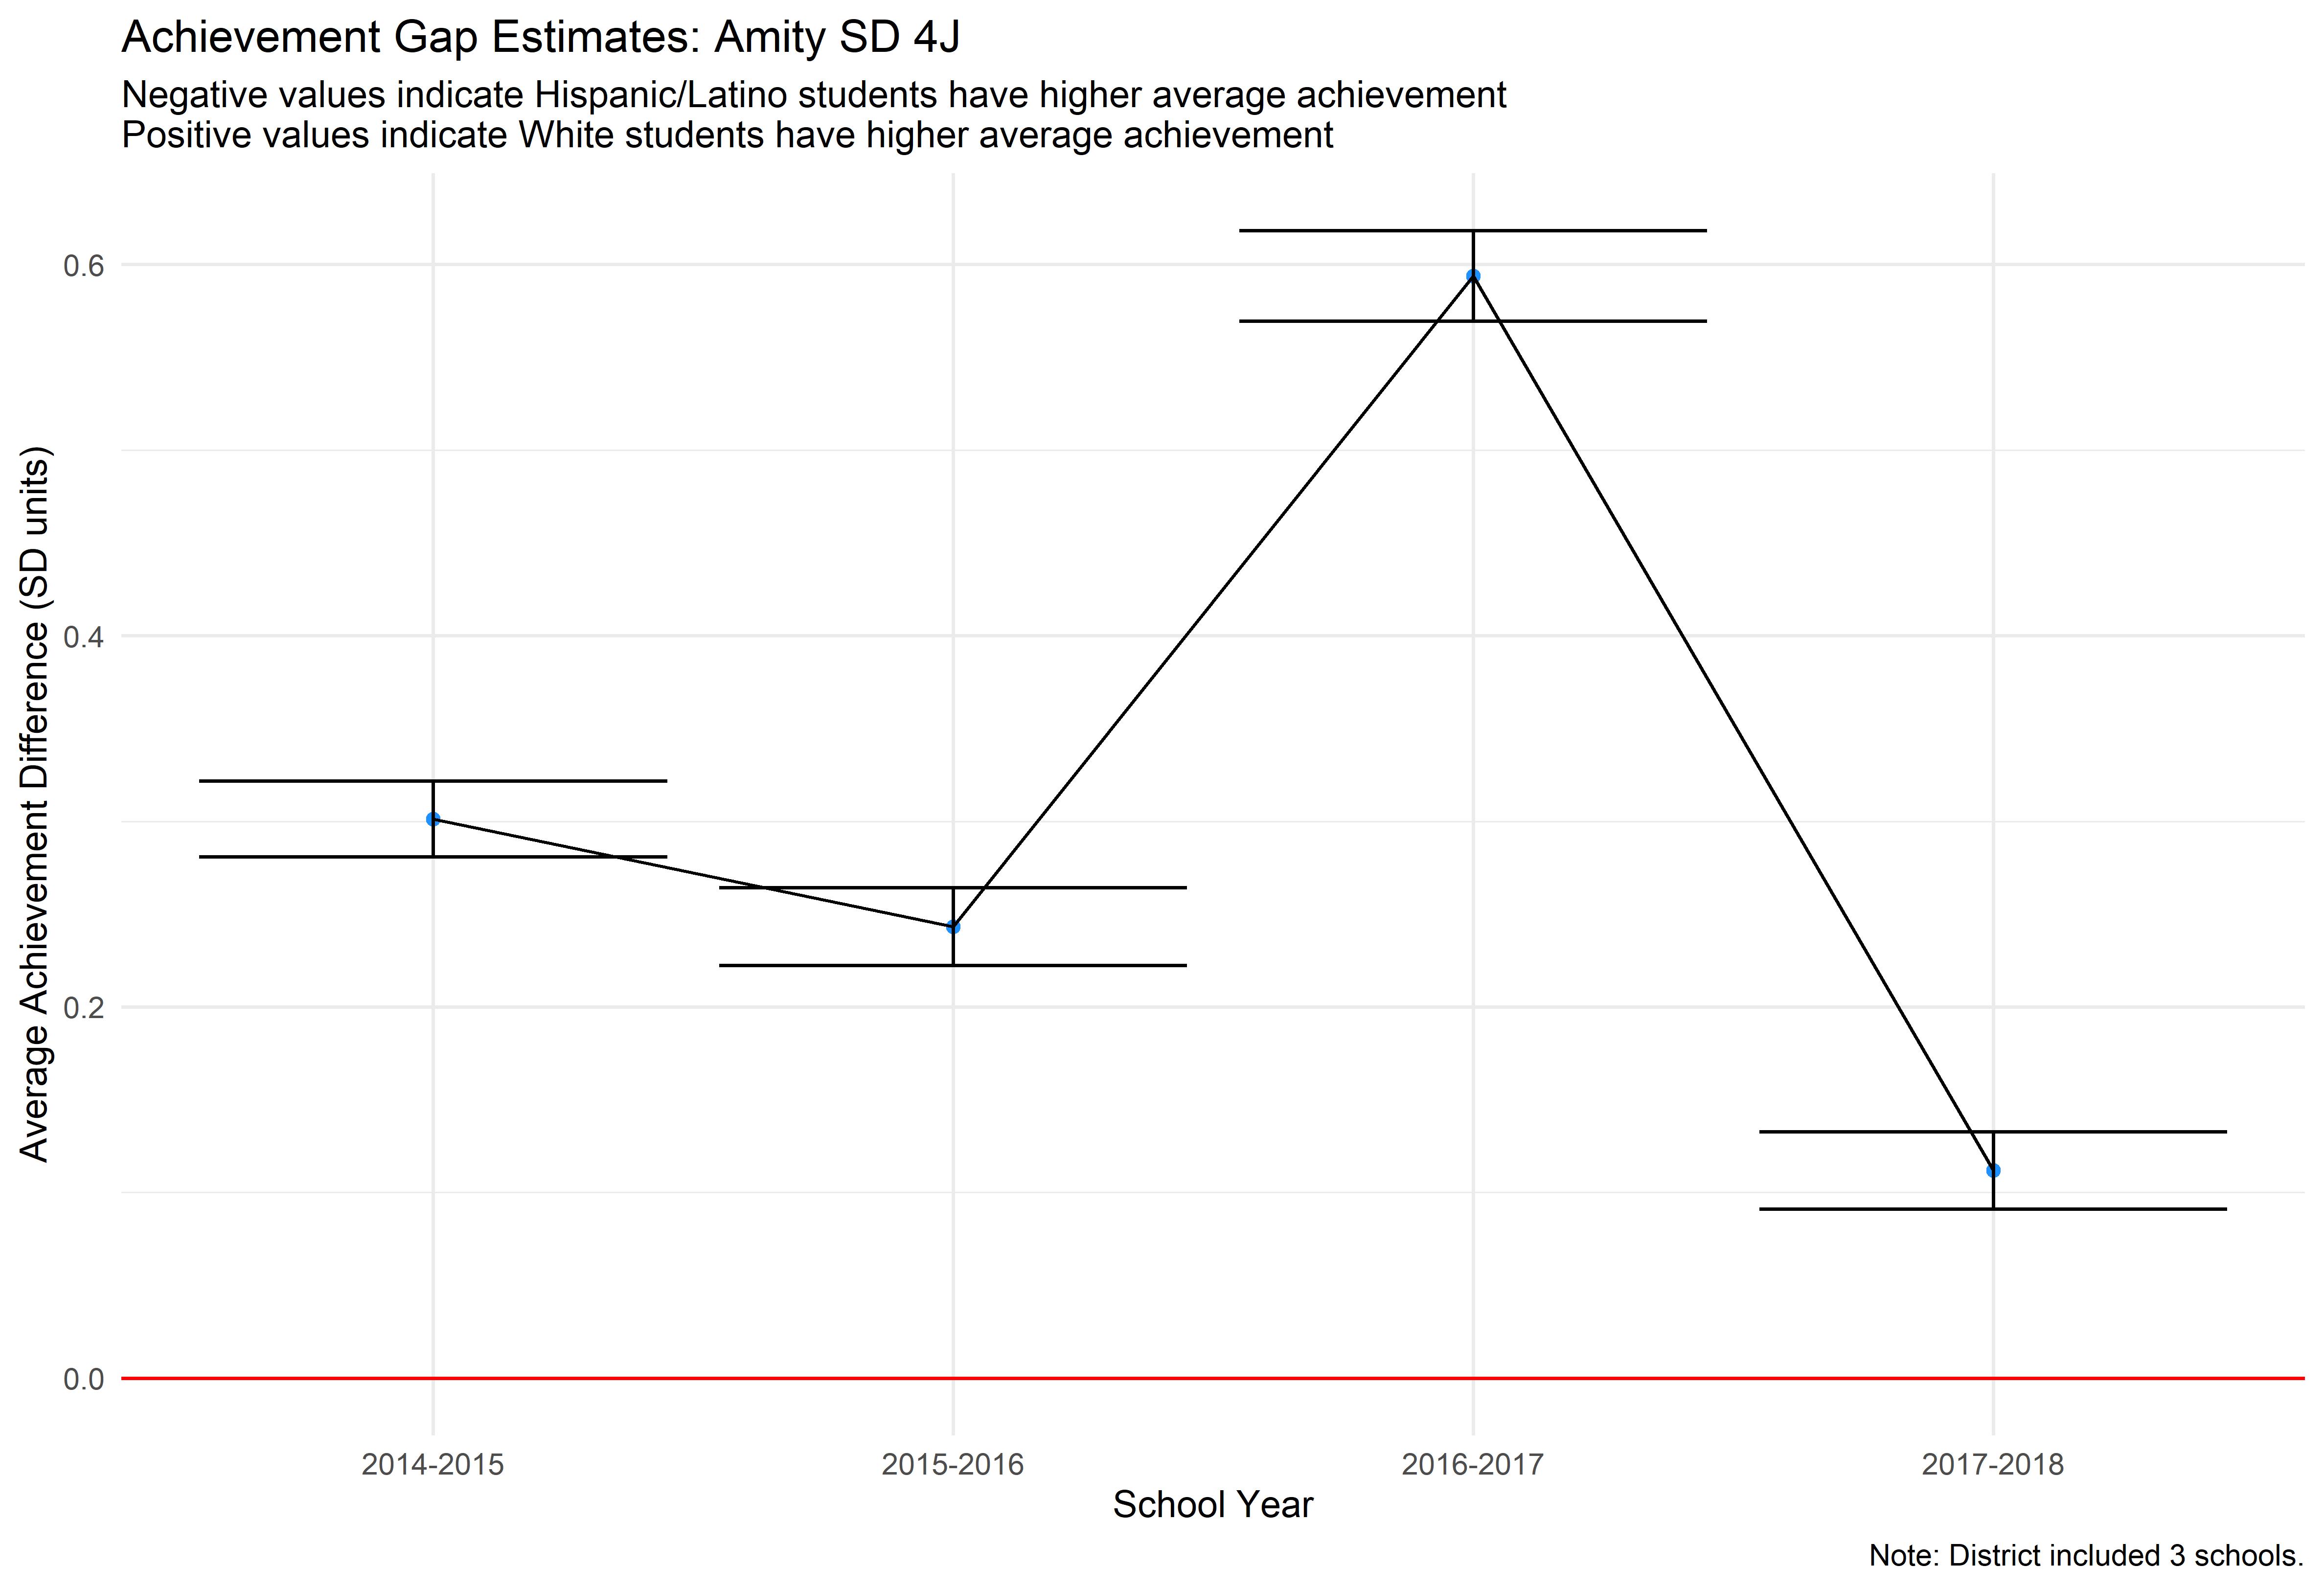 Achievement Gap Estimates: Amity SD 4J
Negative values indicate Hispanic/Latino students have higher average achievement
Positive values indicate White students have higher average achievement
Average Achievement Difference (SD units)
0.6
0.4
0.2
0.0
2014-2015
2015-2016
2016-2017
2017-2018
School Year
Note: District included 3 schools.